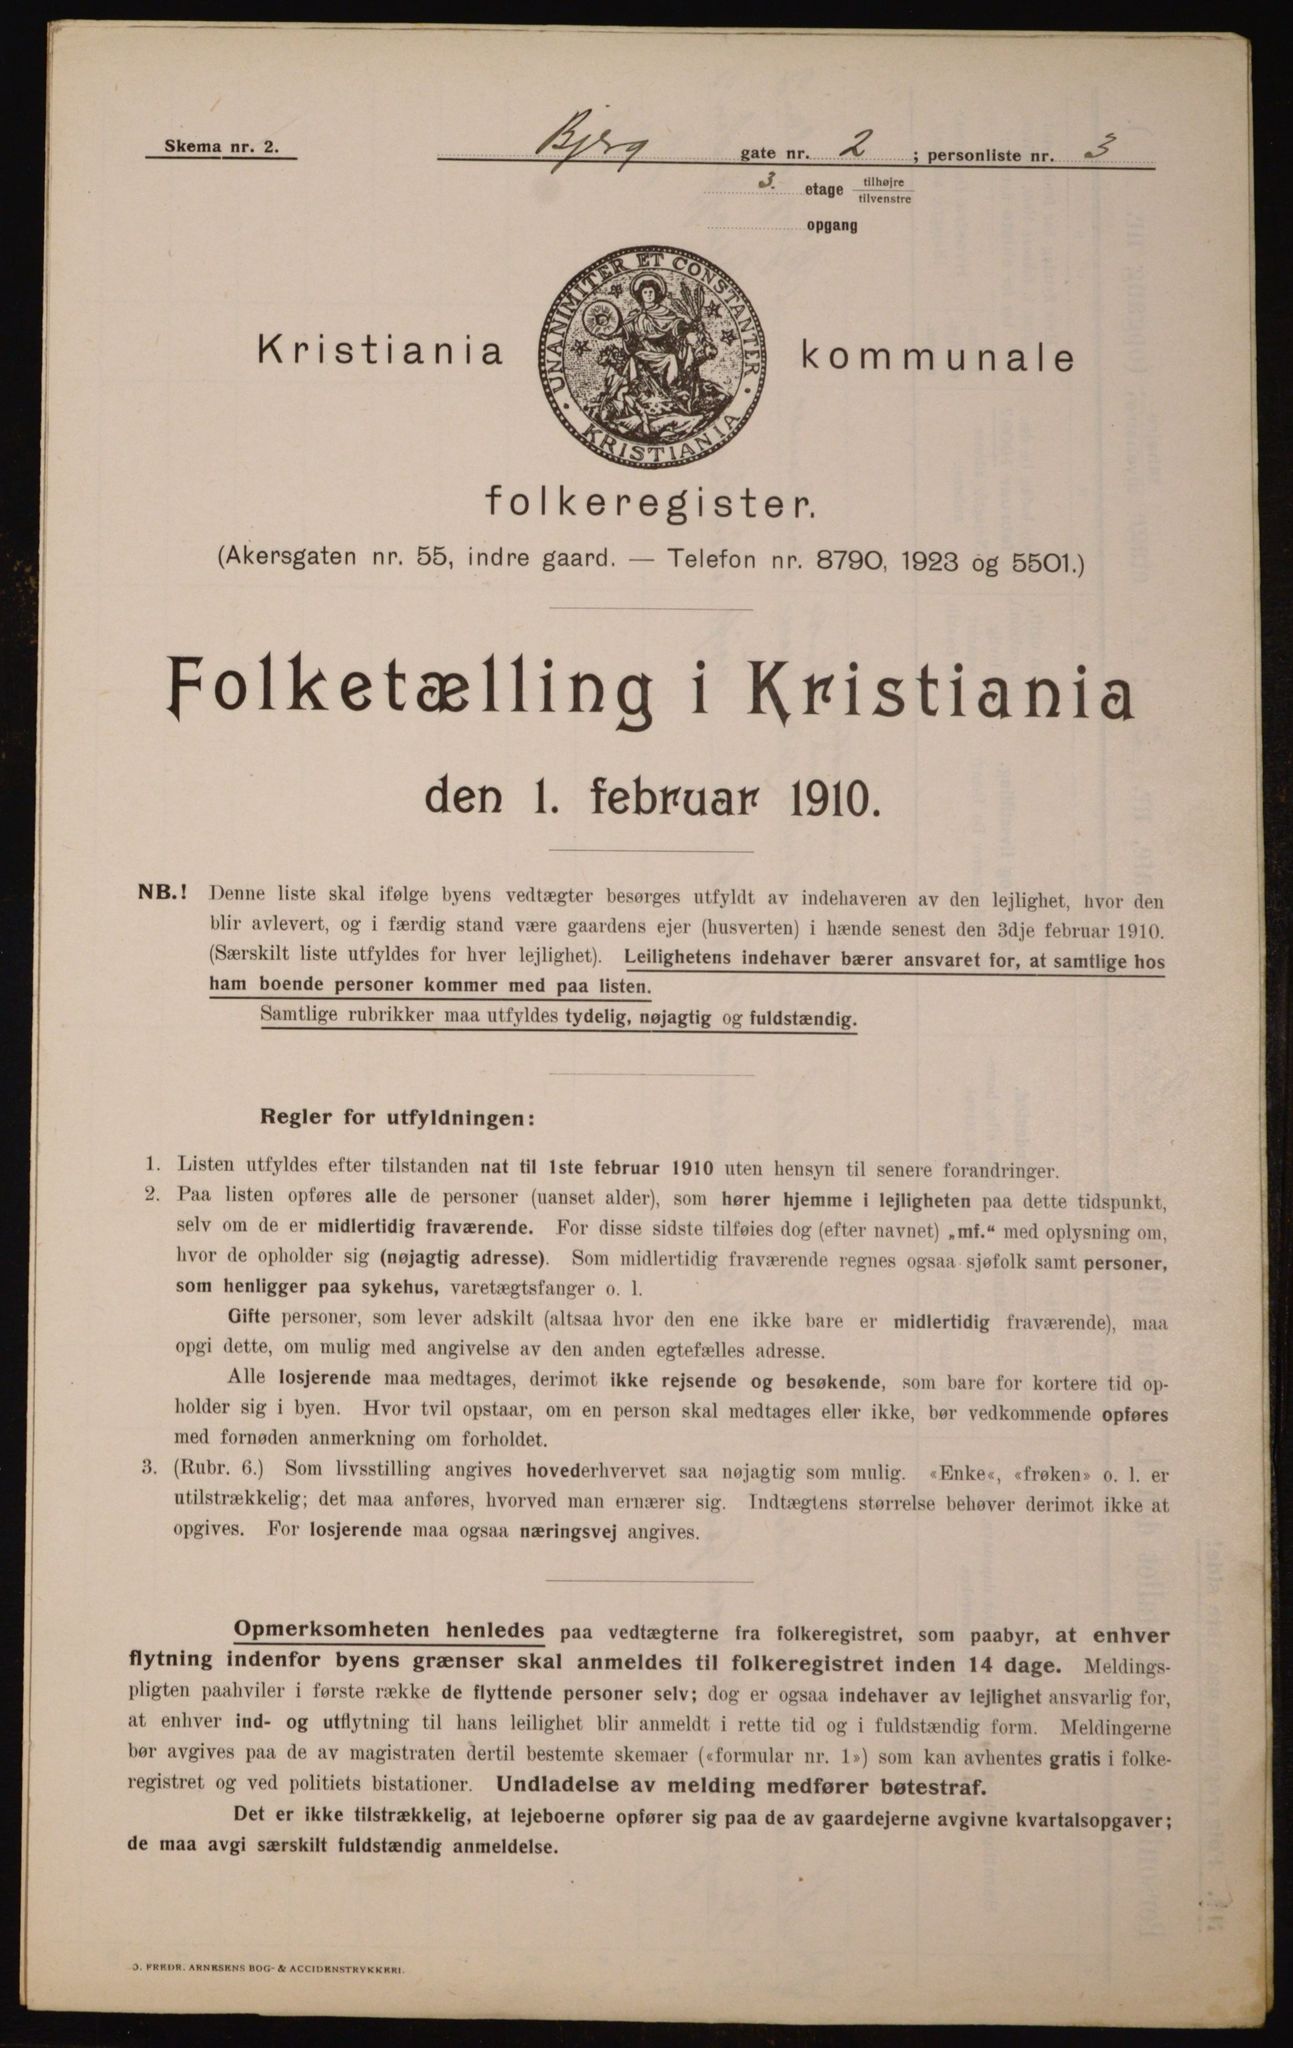 Skema nr. 2.
Bjerg gate nr. 2 ; personliste nr. 3
3. etage tilhøjre
tilvenstre
opgang
UNANIMITER ET CONSTANTER · KRISTIANIA ·
Kristiania kommunale
folkeregister.
(Akersgaten nr. 55, indre gaard. — Telefon nr. 8790, 1923 og 5501.)
Folketælling i Kristiania
den 1. februar 1910.
NB.! Denne liste skal ifølge byens vedtægter besørges utfyldt av indehaveren av den lejlighet, hvor den
blir avlevert, og i færdig stand være gaardens ejer (husverten) i hænde senest den 3dje februar 1910.
(Særskilt liste utfyldes for hver lejlighet). Leilighetens indehaver bærer ansvaret for, at samtlige hos
ham boende personer kommer med paa listen.
Samtlige rubrikker maa utfyldes tydelig, nøjagtig og fuldstændig.
Regler for utfyldningen:
1. Listen utfyldes efter tilstanden nat til 1ste februar 1910 uten hensyn til senere forandringer.
2. Paa listen opføres alle de personer (uanset alder), som hører hjemme i lejligheten paa dette tidspunkt,
selv om de er midlertidig fraværende. For disse sidste tilføies dog (efter navnet) „mf.“ med oplysning om,
hvor de opholder sig (nøjagtig adresse). Som midlertidig fraværende regnes ogsaa sjøfolk samt personer,
som henligger paa sykehus, varetægtsfanger o. l.
Gifte personer, som lever adskilt (altsaa hvor den ene ikke bare er midlertidig fraværende), maa
opgi dette, om mulig med angivelse av den anden egtefælles adresse.
Alle losjerende maa medtages, derimot ikke rejsende og besøkende, som bare for kortere tid op-
holder sig i byen. Hvor tvil opstaar, om en person skal medtages eller ikke, bør vedkommende opføres
med fornøden anmerkning om forholdet.
3. (Rubr. 6.) Som livsstilling angives hovederhvervet saa nøjagtig som mulig. «Enke«, «frøken» o. l. er
utilstrækkelig; det maa anføres, hvorved man ernærer sig. Indtægtens størrelse behøver derimot ikke at
opgives. For losjerende maa ogsaa næringsvej angives.
Opmerksomheten henledes paa vedtægterne fra folkeregistret, som paabyr, at enhver
flytning indenfor byens grænser skal anmeldes til folkeregistret inden 14 dage. Meldings-
pligten paahviler i første række de flyttende personer selv; dog er ogsaa indehaver av lejlighet ansvarlig for,
at enhver ind- og utflytning til hans leilighet blir anmeldt i rette tid og i fuldstændig form. Meldingerne
bør avgives paa de av magistraten dertil bestemte skemaer («formular nr. 1») som kan avhentes gratis i folke-
registret og ved politiets bistationer. Undladelse av melding medfører bøtestraf.
Det er ikke tilstrækkelig, at lejeboerne opfører sig paa de av gaardejerne avgivne kvartalsopgaver;
de maa avgi særskilt fuldstændig anmeldelse.
O. FREDR. ARNESENS BOG- & ACCIDENSTRYKKERI.